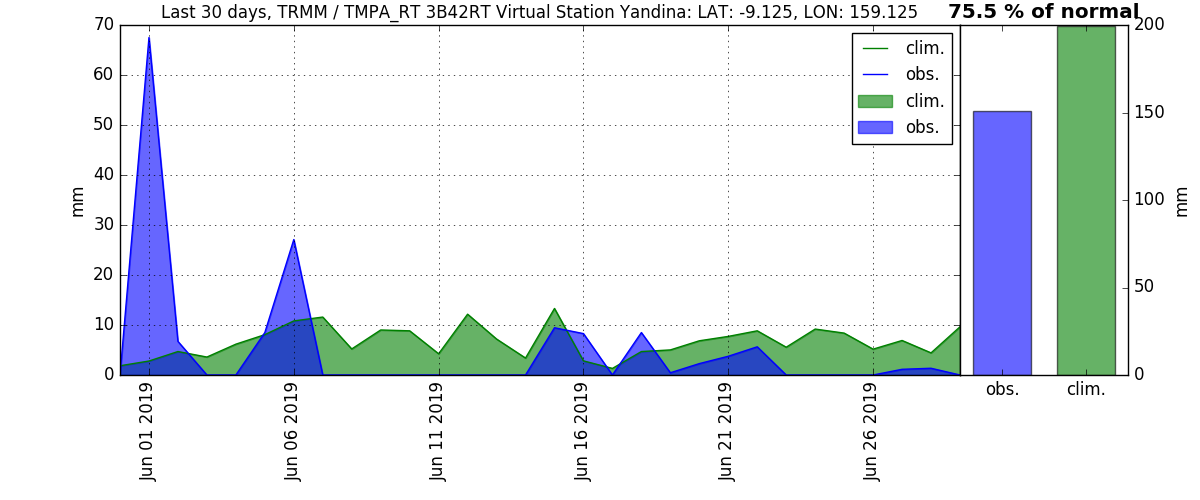 Last 30 days, TRMM / TMPA_RT 3B42RT Virtual Station Yandina: LAT: -9.125, LON: 159.125
75.5 % of normal
70
60
50
40
30
20
10
0
mm
clim.
obs.
clim.
obs.
Jun 01 2019
Jun 06 2019
Jun 11 2019
Jun 16 2019
Jun 21 2019
Jun 26 2019
200
150
100
50
0
mm
obs.
clim.